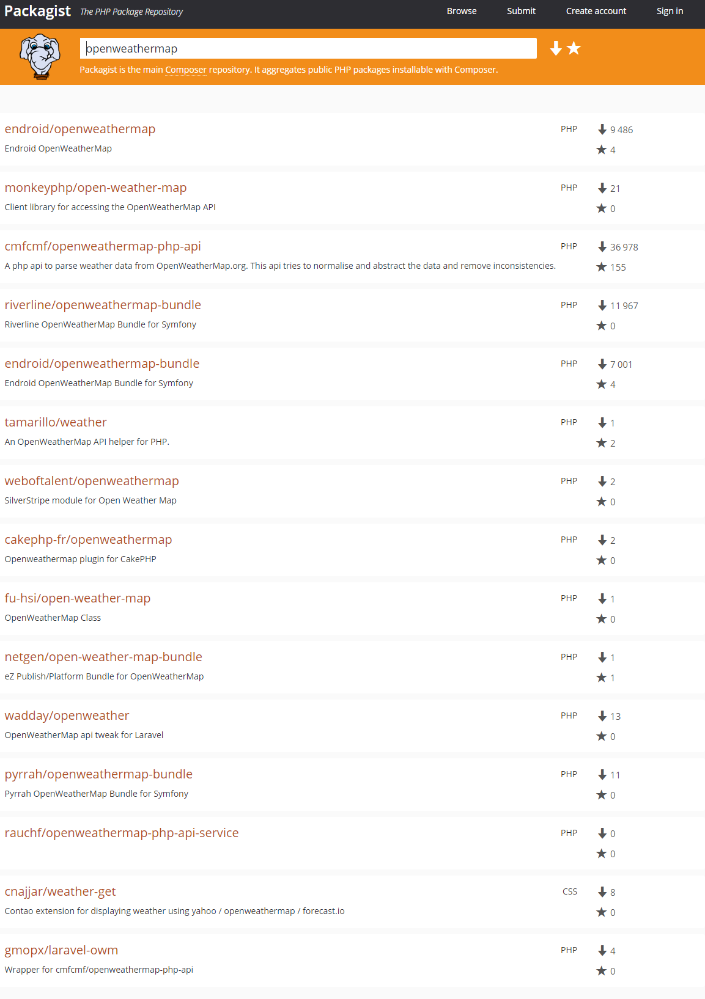 Packagist The PHP Package Repository Browse Submit Create account Sign in
openweathermap
Packagist is the main Composer repository. It aggregates public PHP packages installable with Composer.
endroid/openweathermap PHP 9 486
Endroid OpenWeatherMap 4
monkeyphp/open-weather-map PHP 21
Client library for accessing the OpenWeatherMap API 0
cmfcmf/openweathermap-php-api PHP 36 978
A php api to parse weather data from OpenWeatherMap.org. This api tries to normalise and abstract the data and remove inconsistencies. 155
riverline/openweathermap-bundle PHP 11 967
Riverline OpenWeatherMap Bundle for Symfony 0
endroid/openweathermap-bundle PHP 7 001
Endroid OpenWeatherMap Bundle for Symfony 4
tamarillo/weather PHP 1
An OpenWeatherMap API helper for PHP. 2
weboftalent/openweathermap PHP 2
SilverStripe module for Open Weather Map 0
cakephp-fr/openweathermap PHP 2
Openweathermap plugin for CakePHP 0
fu-hsi/open-weather-map PHP 1
OpenWeatherMap Class 0
netgen/open-weather-map-bundle PHP 1
eZ Publish/Platform Bundle for OpenWeatherMap 1
wadday/openweather PHP 13
OpenWeatherMap api tweak for Laravel 0
pyrrah/openweathermap-bundle PHP 11
Pyrrah OpenWeatherMap Bundle for Symfony 0
rauchf/openweathermap-php-api-service PHP 0
0
cnajjar/weather-get CSS 8
Contao extension for displaying weather using yahoo / openweathermap / forecast.io 0
gmopx/laravel-owm PHP 4
Wrapper for cmfcmf/openweathermap-php-api 0